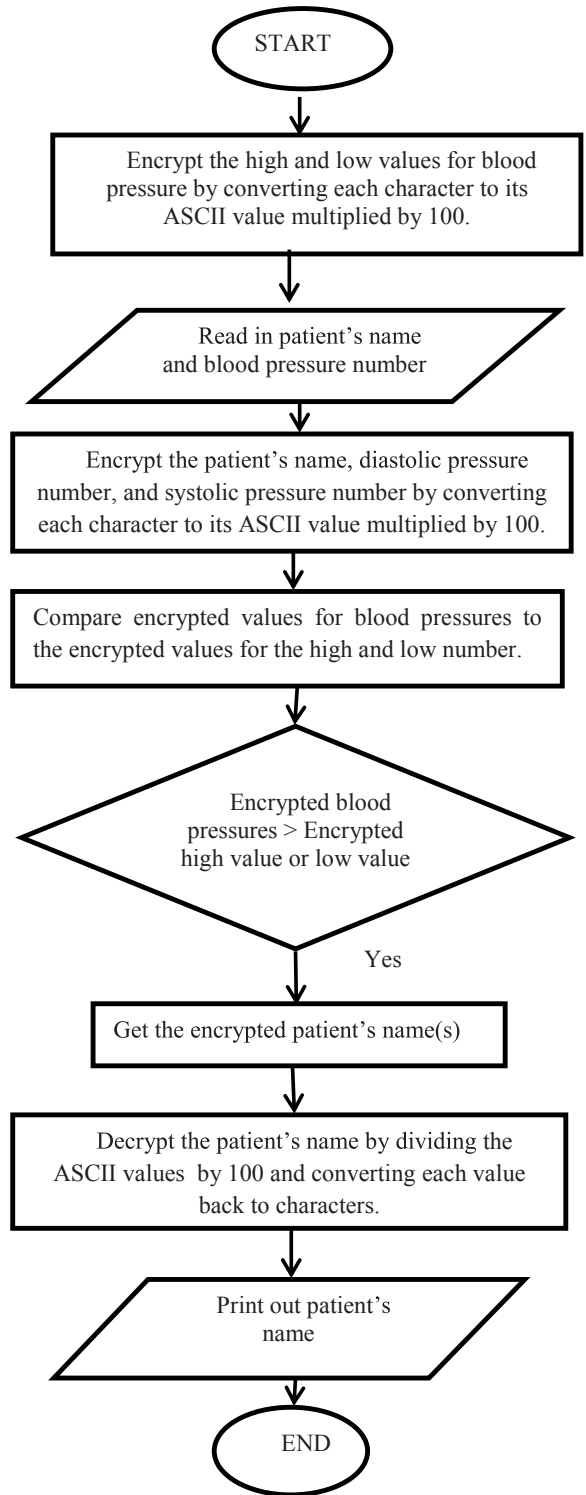 START
Encrypt the high and low values for blood
pressure by converting each character to its
ASCII value multiplied by 100.
Read in patient’s name
and blood pressure number
Encrypt the patient’s name, diastolic pressure
number, and systolic pressure number by converting
each character to its ASCII value multiplied by 100.
Compare encrypted values for blood pressures to
the encrypted values for the high and low number.
Encrypted blood
pressures > Encrypted
high value or low value
Yes
Get the encrypted patient’s name(s)
Decrypt the patient’s name by dividing the
ASCII values by 100 and converting each value
back to characters.
Print out patient’s
name
END